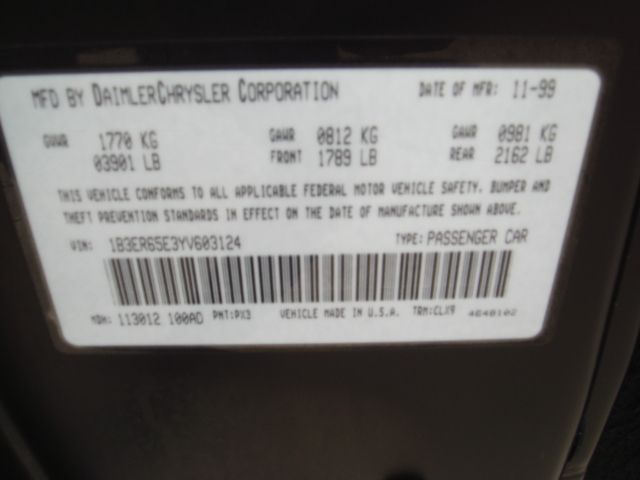 MFD BY DAIMLERCHRYSLER CORPORATION DATE OF MFR: 11-99
GVWR 1770 KG GAWR 0812 KG GAWR 0981 KG
03901 LB FRONT 1789 LB REAR 2162 LB
THIS VEHICLE CONFORMS TO ALL APPLICABLE FEDERAL MOTOR VEHICLE SAFETY, BUMPER AND
THEFT PREVENTION STANDARDS IN EFFECT ON THE DATE OF MANUFACTURE SHOWN ABOVE.
VIN: 1B3ER65E3YV603124 TYPE: PASSENGER CAR
MDH: 113012 100AD PNT: PX3 VEHICLE MADE IN U.S.A. TRM: CLX9 4648102